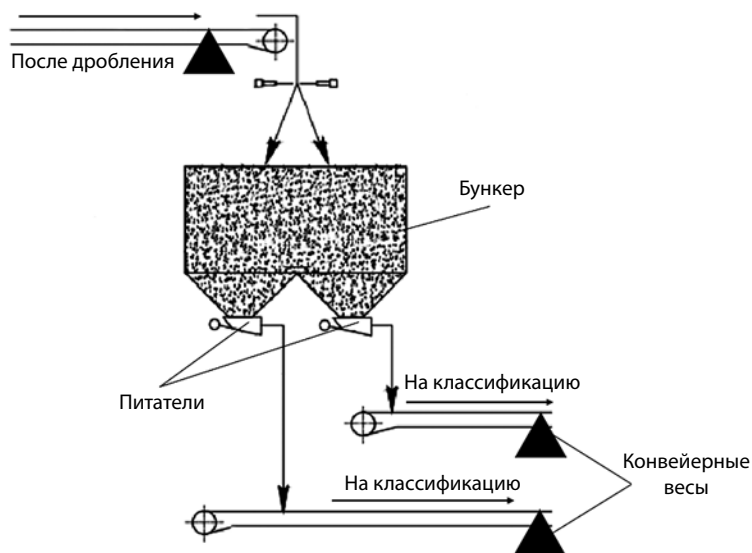 После дробления
Бункер
На классификацию
Питатели
Конвейерные
весы
На классификацию